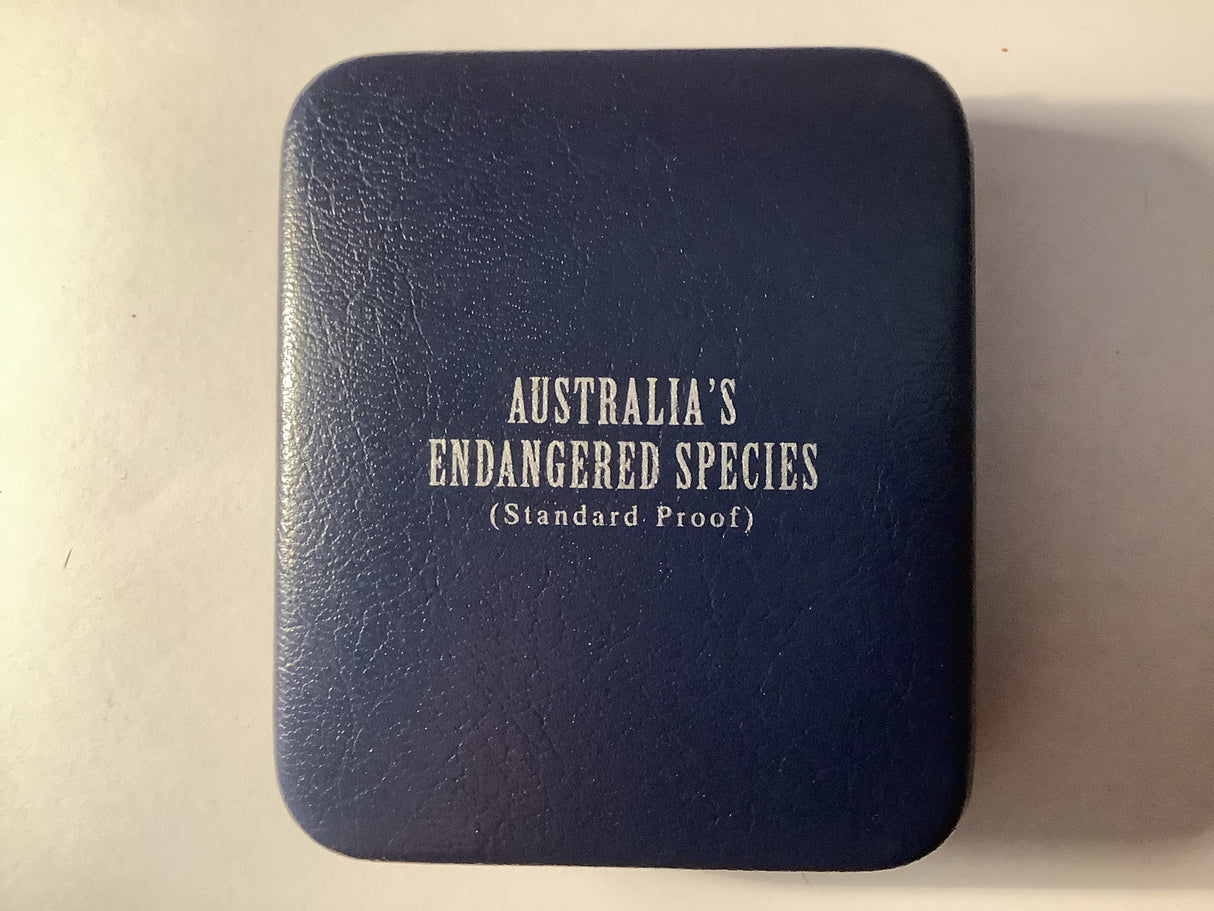 AUSTRALIA'S
ENDANGERED SPECIES
(Standard Proof)